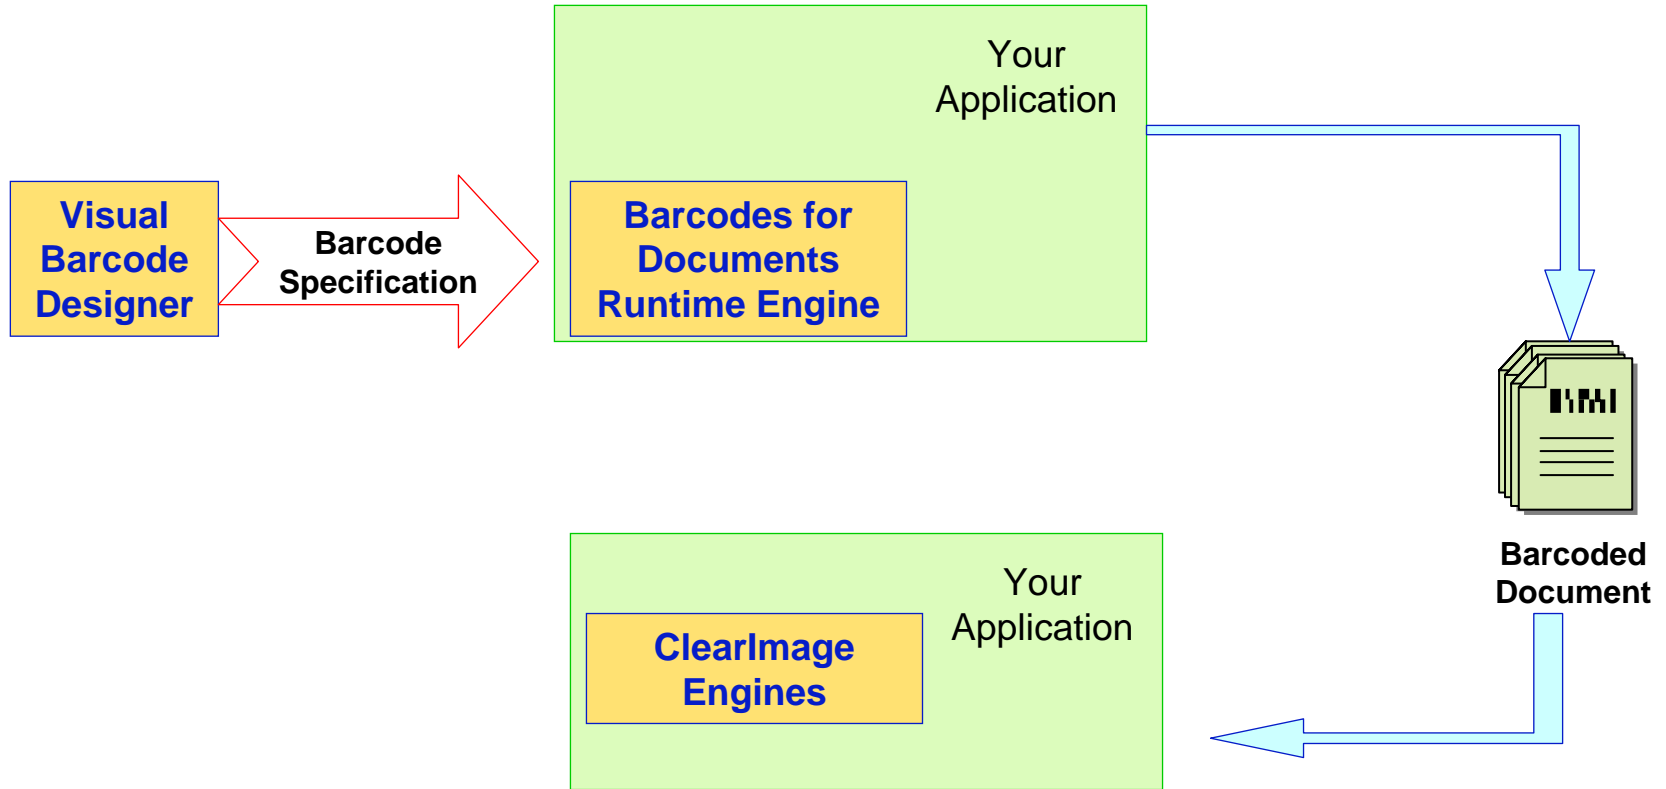 Your
Application
Visual
Barcode
Designer
Barcode
Specification
Barcodes for
Documents
Runtime Engine
Barcoded
Document
Your
Application
ClearImage
Engines